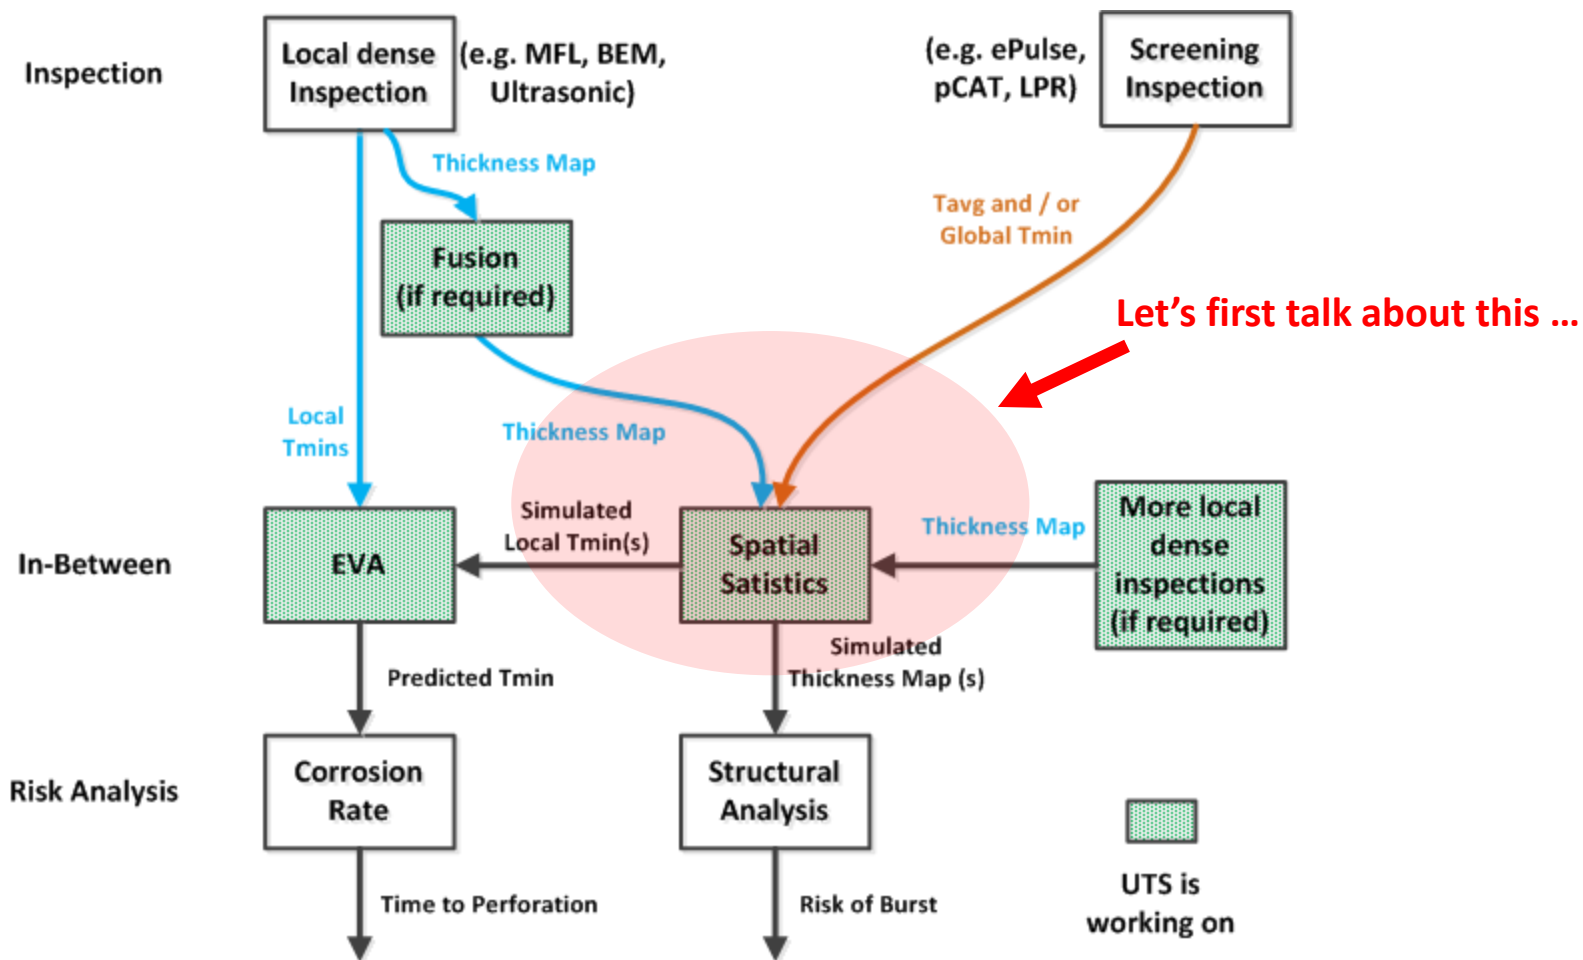 Inspection
Local dense
Inspection
(e.g. MFL, BEM,
Ultrasonic)
(e.g. ePulse,
pCAT, LPR)
Screening
Inspection
Thickness Map
Tavg and / or
Global Tmin
Fusion
(if required)
Let’s first talk about this ...
Local
Tmins
Thickness Map
Simulated
Local Tmin(s)
Thickness Map
More local
dense
inspections
(if required)
In-Between
EVA
Spatial
Satistics
Predicted Tmin
Simulated
Thickness Map (s)
Risk Analysis
Corrosion
Rate
Structural
Analysis
Time to Perforation
Risk of Burst
UTS is
working on